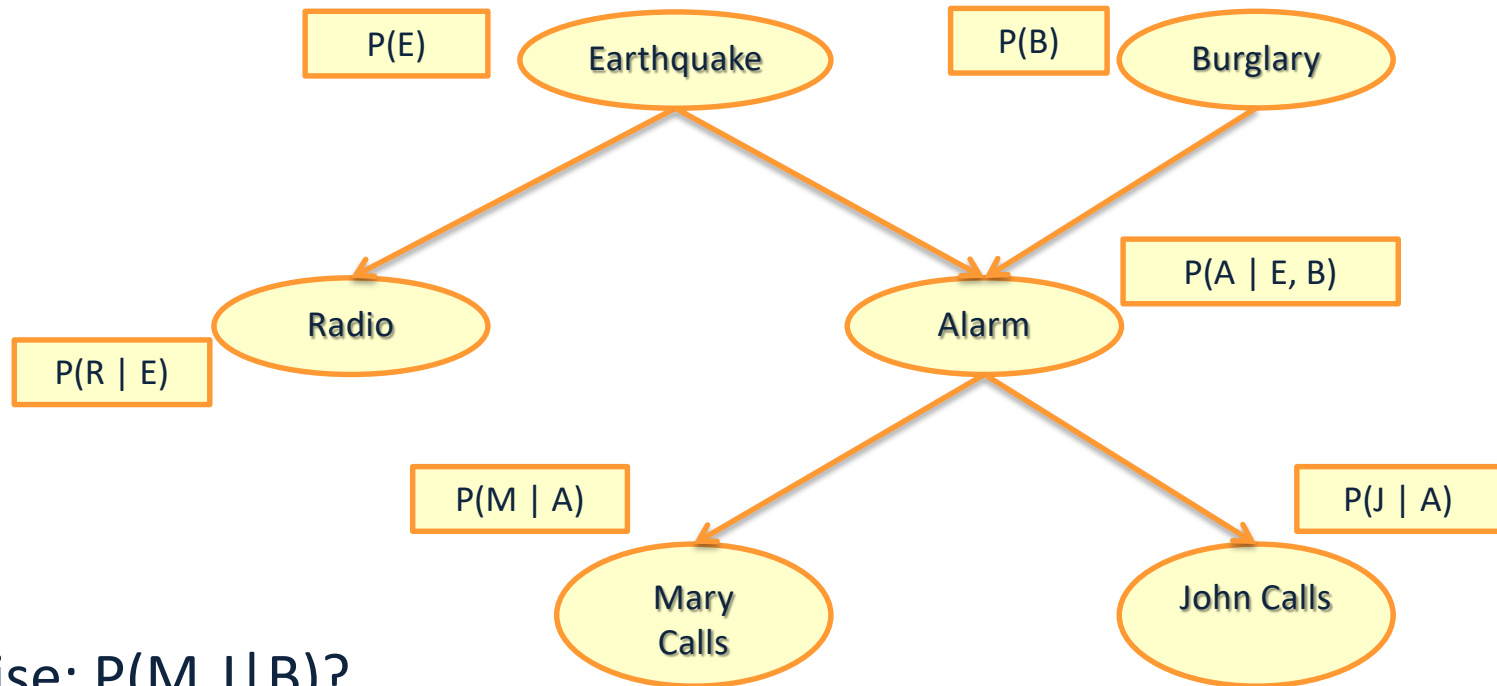 P(E)
Earthquake
P(B)
Burglary
P(A | E, B)
Radio
Alarm
P(R | E)
P(M | A)
P(J | A)
Mary
Calls
John Calls
P(M,J|B)?